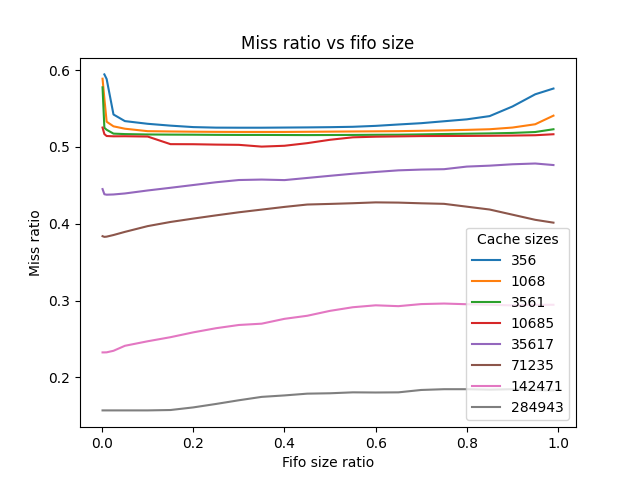 Miss ratio vs fifo size
0.6
0.5
0.4
0.3
0.2
Miss ratio
Cache sizes
356
1068
3561
10685
35617
71235
142471
284943
0.0 0.2 0.4 0.6 0.8 1.0
Fifo size ratio